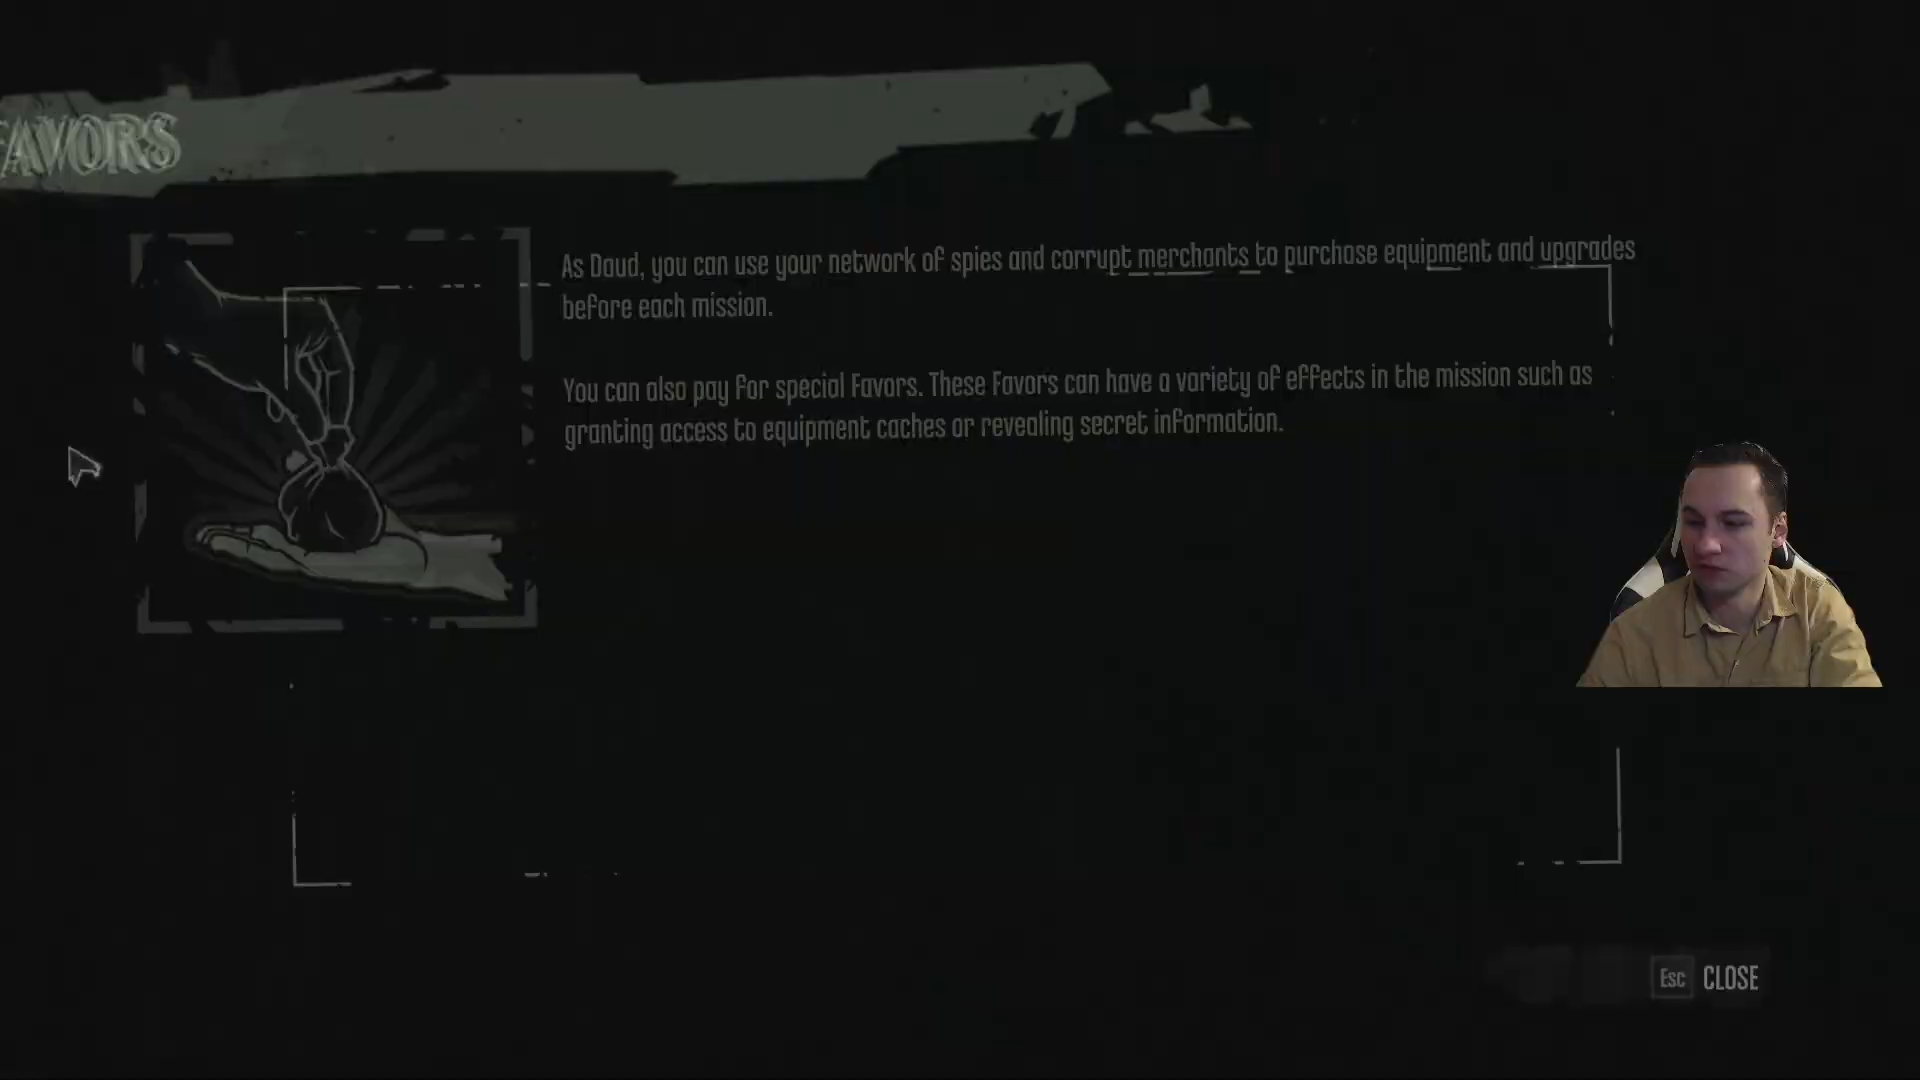 FAVORS
As Daud, you can use your network of spies and corrupt merchants to purchase equipment and upgrades
before each mission.
You can also pay for special Favors. These Favors can have a variety of effects in the mission such as
granting access to equipment caches or revealing secret information.
Esc CLOSE